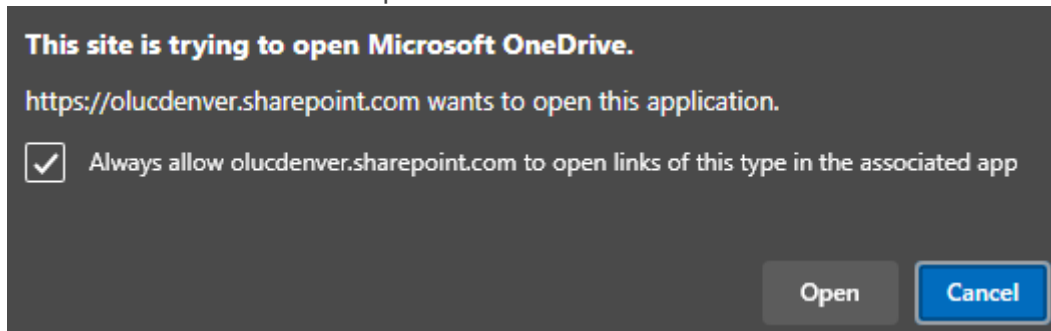 This site is trying to open Microsoft OneDrive.
https://olucdenver.sharepoint.com wants to open this application.
Always allow olucdenver.sharepoint.com to open links of this type in the associated app
Open
Cancel